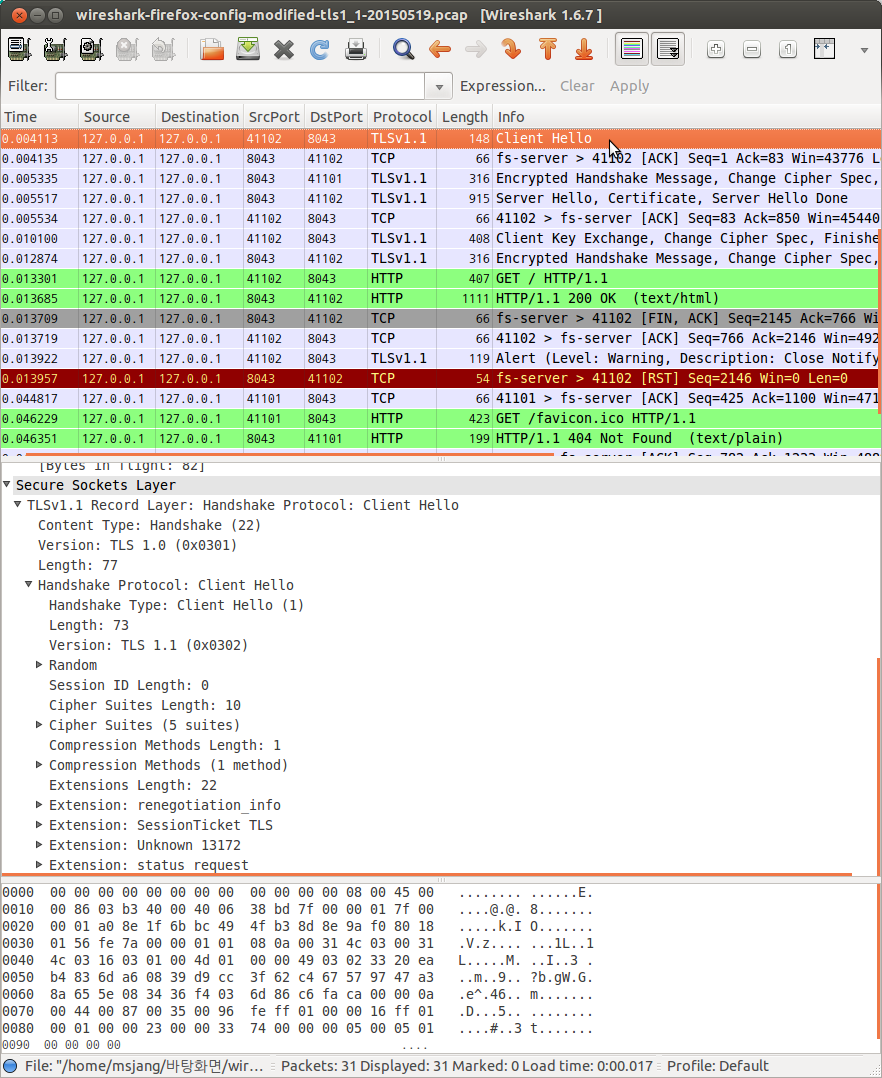 wireshark-firefox-config-modified-tls1_1-20150519.pcap [Wireshark 1.6.7 ]
Filter: Expression... Clear Apply
Time Source Destination SrcPort DstPort Protocol Length Info
0.004113 127.0.0.1 127.0.0.1 41102 8043 TLSv1.1 148 Client Hello
0.004135 127.0.0.1 127.0.0.1 8043 41102 TCP 66 fs-server > 41102 [ACK] Seq=1 Ack=83 Win=43776 L
0.005335 127.0.0.1 127.0.0.1 8043 41101 TLSv1.1 316 Encrypted Handshake Message, Change Cipher Spec,
0.005517 127.0.0.1 127.0.0.1 8043 41102 TLSv1.1 915 Server Hello, Certificate, Server Hello Done
0.005534 127.0.0.1 127.0.0.1 41102 8043 TCP 66 41102 > fs-server [ACK] Seq=83 Ack=850 Win=45440
0.010100 127.0.0.1 127.0.0.1 41102 8043 TLSv1.1 408 Client Key Exchange, Change Cipher Spec, Finishe
0.012874 127.0.0.1 127.0.0.1 8043 41102 TLSv1.1 316 Encrypted Handshake Message, Change Cipher Spec,
0.013301 127.0.0.1 127.0.0.1 41102 8043 HTTP 407 GET / HTTP/1.1
0.013685 127.0.0.1 127.0.0.1 8043 41102 HTTP 1111 HTTP/1.1 200 OK (text/html)
0.013709 127.0.0.1 127.0.0.1 8043 41102 TCP 66 fs-server > 41102 [FIN, ACK] Seq=2145 Ack=766 Wi
0.013719 127.0.0.1 127.0.0.1 41102 8043 TCP 66 41102 > fs-server [ACK] Seq=766 Ack=2146 Win=492
0.013922 127.0.0.1 127.0.0.1 41102 8043 TLSv1.1 119 Alert (Level: Warning, Description: Close Notify
0.013957 127.0.0.1 127.0.0.1 8043 41102 TCP 54 fs-server > 41102 [RST] Seq=2146 Win=0 Len=0
0.044817 127.0.0.1 127.0.0.1 41101 8043 TCP 66 41101 > fs-server [ACK] Seq=425 Ack=1100 Win=471
0.046229 127.0.0.1 127.0.0.1 41101 8043 HTTP 423 GET /favicon.ico HTTP/1.1
0.046351 127.0.0.1 127.0.0.1 8043 41101 HTTP 199 HTTP/1.1 404 Not Found (text/plain)
[Bytes in flight: 82]
Secure Sockets Layer
TLSv1.1 Record Layer: Handshake Protocol: Client Hello
Content Type: Handshake (22)
Version: TLS 1.0 (0x0301)
Length: 77
Handshake Protocol: Client Hello
Handshake Type: Client Hello (1)
Length: 73
Version: TLS 1.1 (0x0302)
Random
Session ID Length: 0
Cipher Suites Length: 10
Cipher Suites (5 suites)
Compression Methods Length: 1
Compression Methods (1 method)
Extensions Length: 22
Extension: renegotiation_info
Extension: SessionTicket TLS
Extension: Unknown 13172
Extension: status request
0000 00 00 00 00 00 00 00 00 00 00 00 00 08 00 45 00 ........ ......E.
0010 00 86 03 b3 40 00 40 06 38 bd 7f 00 00 01 7f 00 ....@.@. 8.......
0020 00 01 a0 8e 1f 6b bc 49 4f b3 8d 8e 9a f0 80 18 .....k.I O.......
0030 01 56 fe 7a 00 00 01 01 08 0a 00 31 4c 03 00 31 .V.z.... ...1L..1
0040 4c 03 16 03 01 00 4d 01 00 00 49 03 02 33 20 ea L.....M. ..I..3 .
0050 b4 83 6d a6 08 39 d9 cc 3f 62 c4 67 57 97 47 a3 ..m..9.. ?b.gW.G.
0060 8a 65 5e 08 34 36 f4 03 6d 86 c6 fa ca 00 00 0a .e^.46.. m.......
0070 00 44 00 87 00 35 00 96 fe ff 01 00 00 16 ff 01 .D...5.. ........
0080 00 01 00 00 23 00 00 33 74 00 00 00 05 00 05 01 ....#..3 t.......
0090 00 00 00 00 ....
File: "/home/msjang/바탕화면/wir... Packets: 31 Displayed: 31 Marked: 0 Load time: 0:00.017 Profile: Default